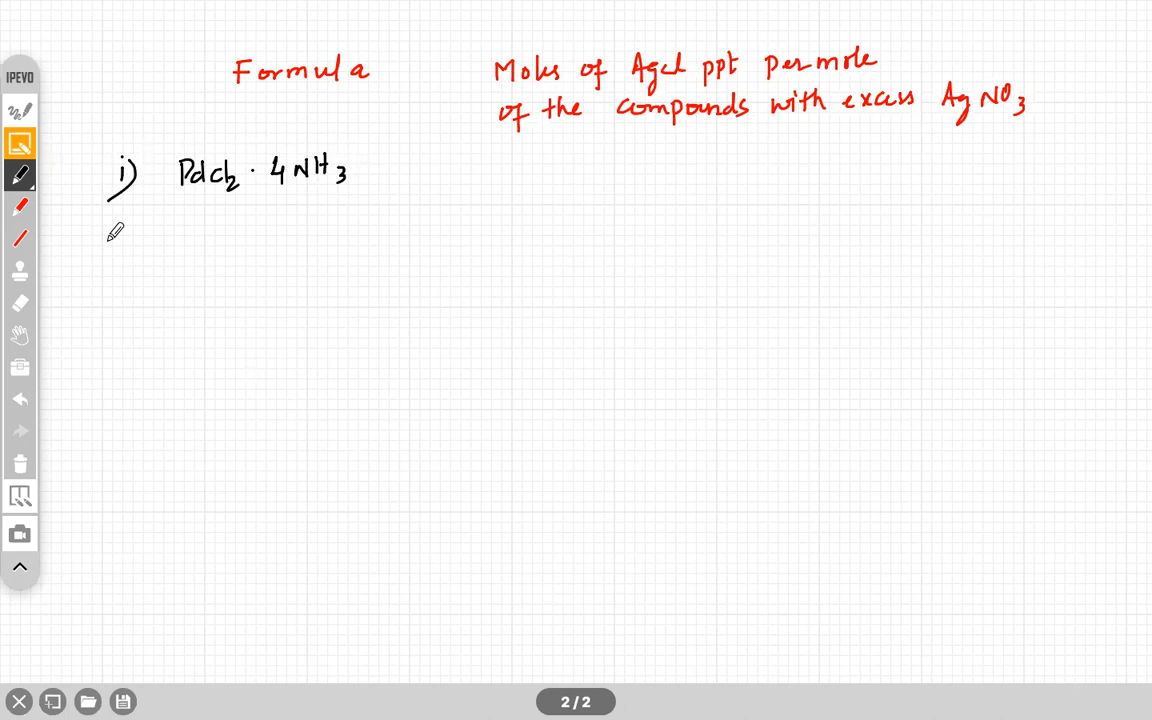 IPEVO
Formula
Moles of Agcl ppt per mole
of the compounds with excess AgNO3
i) PdCl2 · 4NH3
2/2